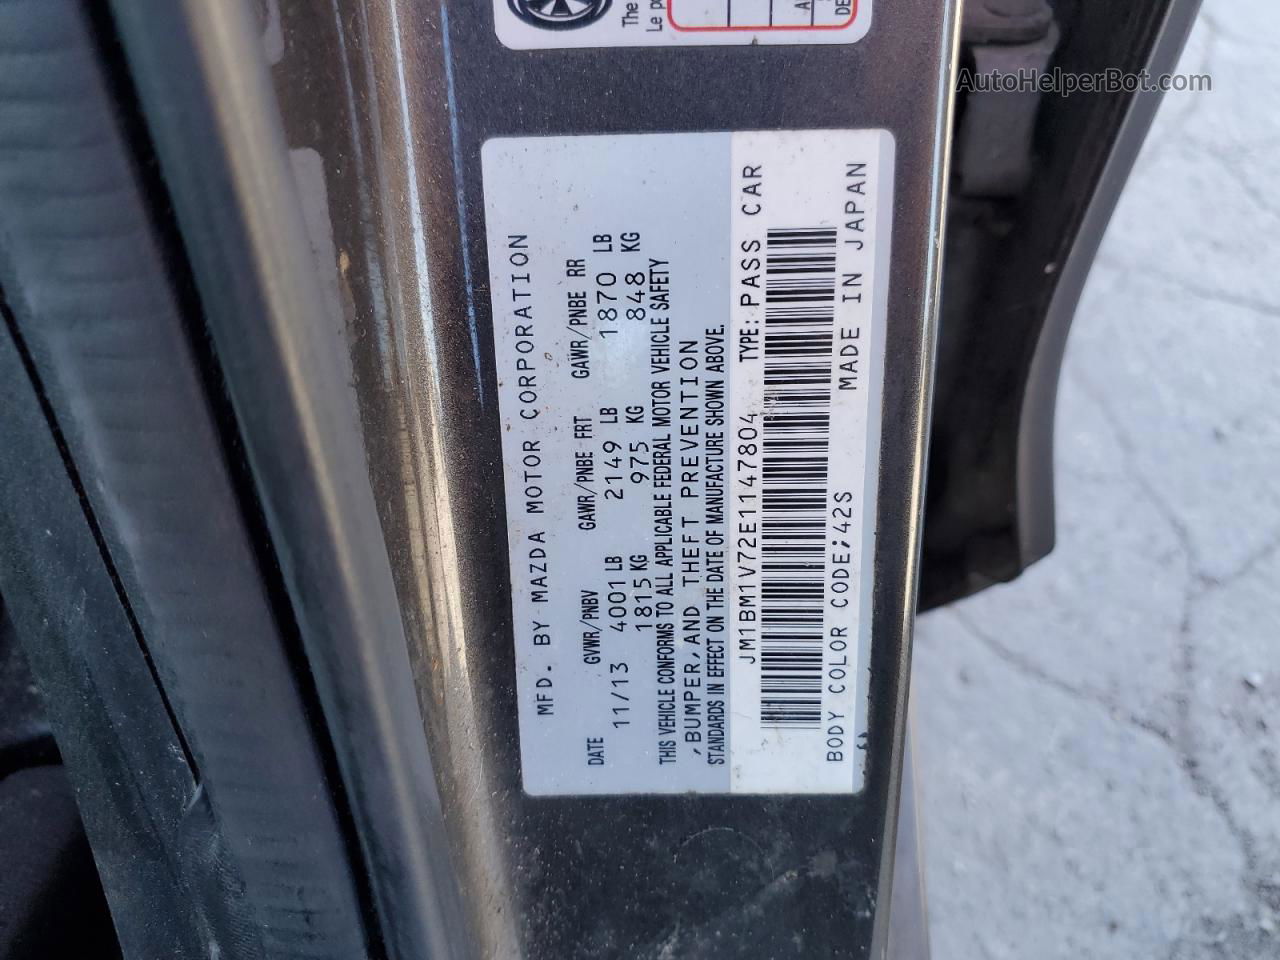 The
Le p
A
DE
MFD. BY MAZDA MOTOR CORPORATION
DATE GVWR/PNBV GAWR/PNBE FRT GAWR/PNBE RR
11/13 4001 LB 2149 LB 1870 LB
1815 KG 975 KG 848 KG
THIS VEHICLE CONFORMS TO ALL APPLICABLE FEDERAL MOTOR VEHICLE SAFETY
,BUMPER,AND THEFT PREVENTION
STANDARDS IN EFFECT ON THE DATE OF MANUFACTURE SHOWN ABOVE.
JM1BM1V72E1147804 TYPE: PASS CAR
BODY COLOR CODE;42S MADE IN JAPAN
AutoHelperBot.com